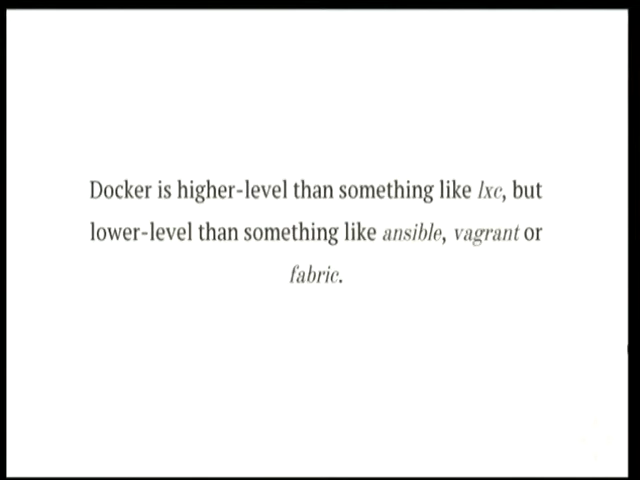 Docker is higher-level than something like lxc, but
lower-level than something like ansible, vagrant or
fabric.